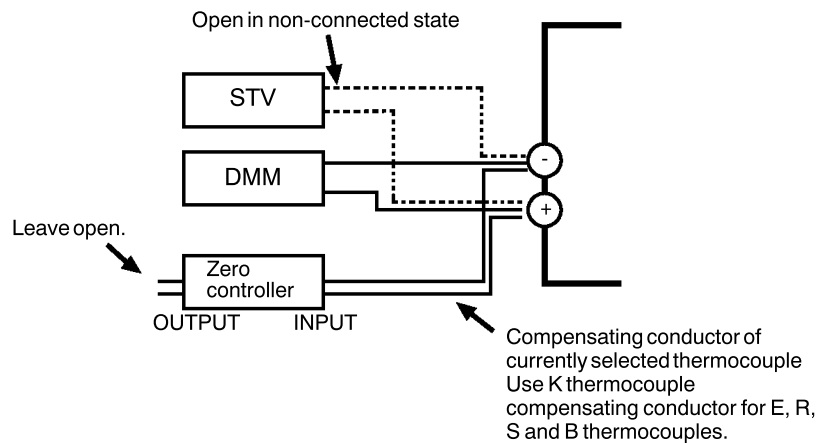 Open in non-connected state
STV
-
DMM
+
Leave open.
Zero
controller
OUTPUT
INPUT
Compensating conductor of
currently selected thermocouple
Use K thermocouple
compensating conductor for E, R,
S and B thermocouples.